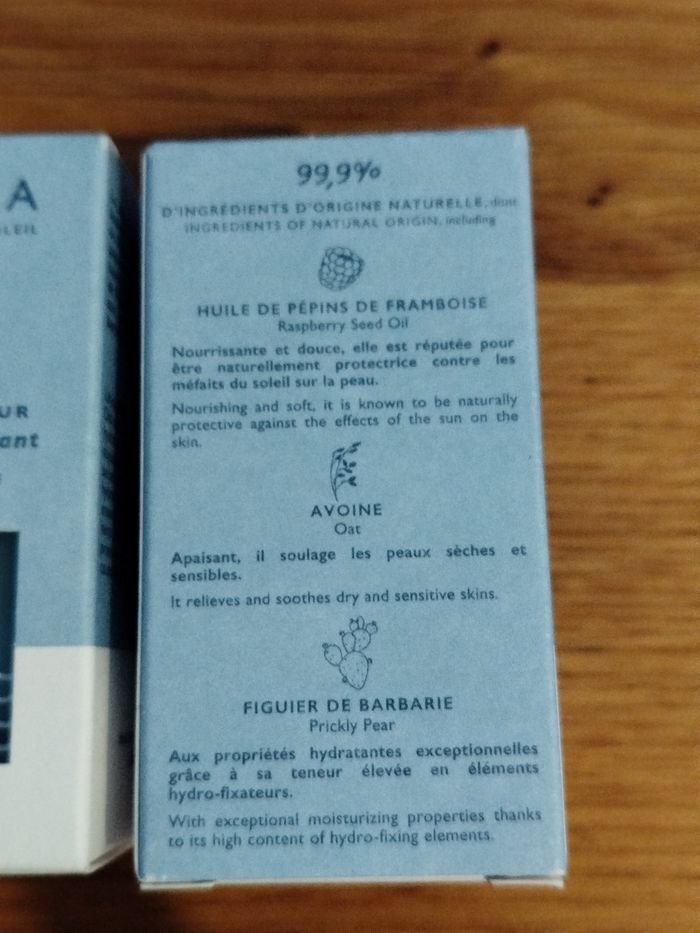 A
OLEIL
UR
ant
99,9%
D'INGRÉDIENTS D'ORIGINE NATURELLE, dont
INGREDIENTS OF NATURAL ORIGIN, including
HUILE DE PÉPINS DE FRAMBOISE
Raspberry Seed Oil
Nourrissante et douce, elle est réputée pour
être naturellement protectrice contre les
méfaits du soleil sur la peau.
Nourishing and soft, it is known to be naturally
protective against the effects of the sun on the
skin.
AVOINE
Oat
Apaisant, il soulage les peaux sèches et
sensibles.
It relieves and soothes dry and sensitive skins.
FIGUIER DE BARBARIE
Prickly Pear
Aux propriétés hydratantes exceptionnelles
grâce à sa teneur élevée en éléments
hydro-fixateurs.
With exceptional moisturizing properties thanks
to its high content of hydro-fixing elements.